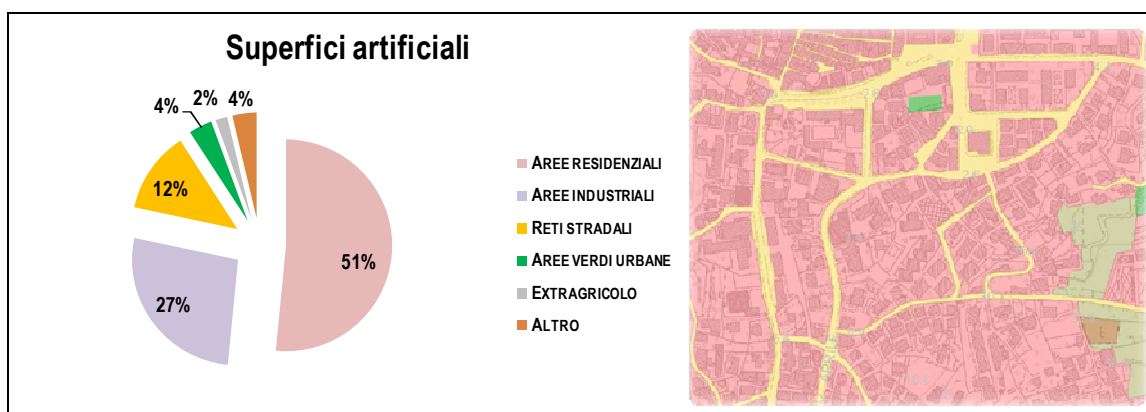 Superfici artificiali
4%
2%
4%
12%
51%
27%
AREE RESIDENZIALI
AREE INDUSTRIALI
RETI STRADALI
AREE VERDI URBANE
EXTRAGRICOLO
ALTRO